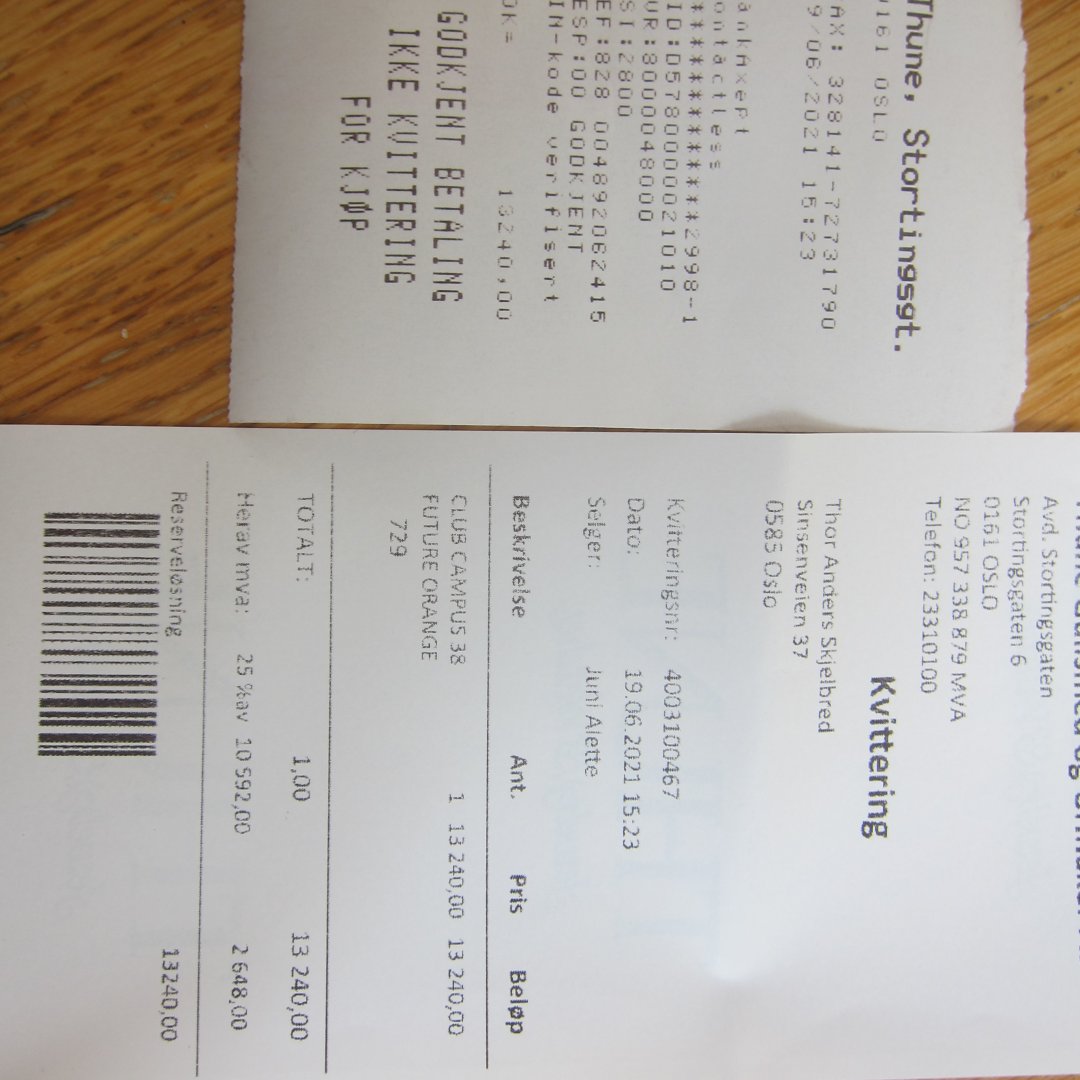 Thune, Stortingsgt.
0161 OSLO
AX: 328141-72731790
9/06/2021 15:23
ankAxept
ontactless
************2998-1
ID:D5780000021010
UR:8000048000
SI:2800
EF:828 004892062415
ESP:00 GODKJENT
IN-kode verifisert
OK= 13240,00
GODKJENT BETALING
IKKE KVITTERING
FOR KJØP
Avd. Stortingsgaten
Stortingsgaten 6
0161 OSLO
NO 957 338 879 MVA
Telefon: 23310100
Kvittering
Thor Anders Skjelbred
Sinsenveien 37
0585 Oslo
Kvitteringsnr: 4003100467
Dato: 19.06.2021 15:23
Selger: Juni Alette
Beskrivelse Ant. Pris Beløp
CLUB CAMPUS 38 1 13 240,00 13 240,00
FUTURE ORANGE
729
TOTALT: 1,00 13 240,00
Herav mva: 25 %av 10 592,00 2 648,00
Reserveløsning 13240,00